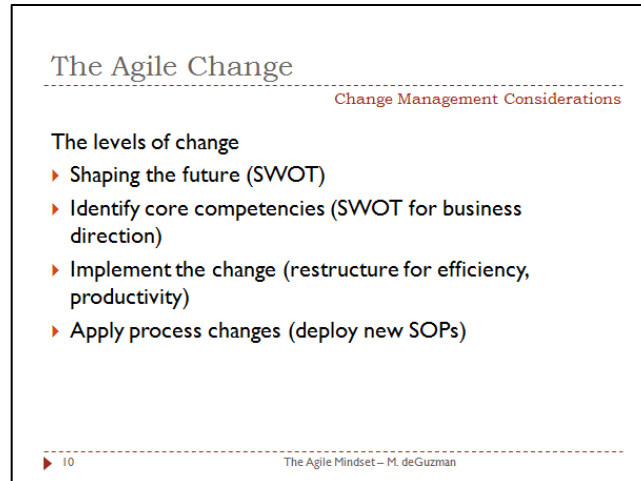 The Agile Change
Change Management Considerations
The levels of change
Shaping the future (SWOT)
Identify core competencies (SWOT for business
direction)
Implement the change (restructure for efficiency,
productivity)
Apply process changes (deploy new SOPs)
10
The Agile Mindset – M. deGuzman